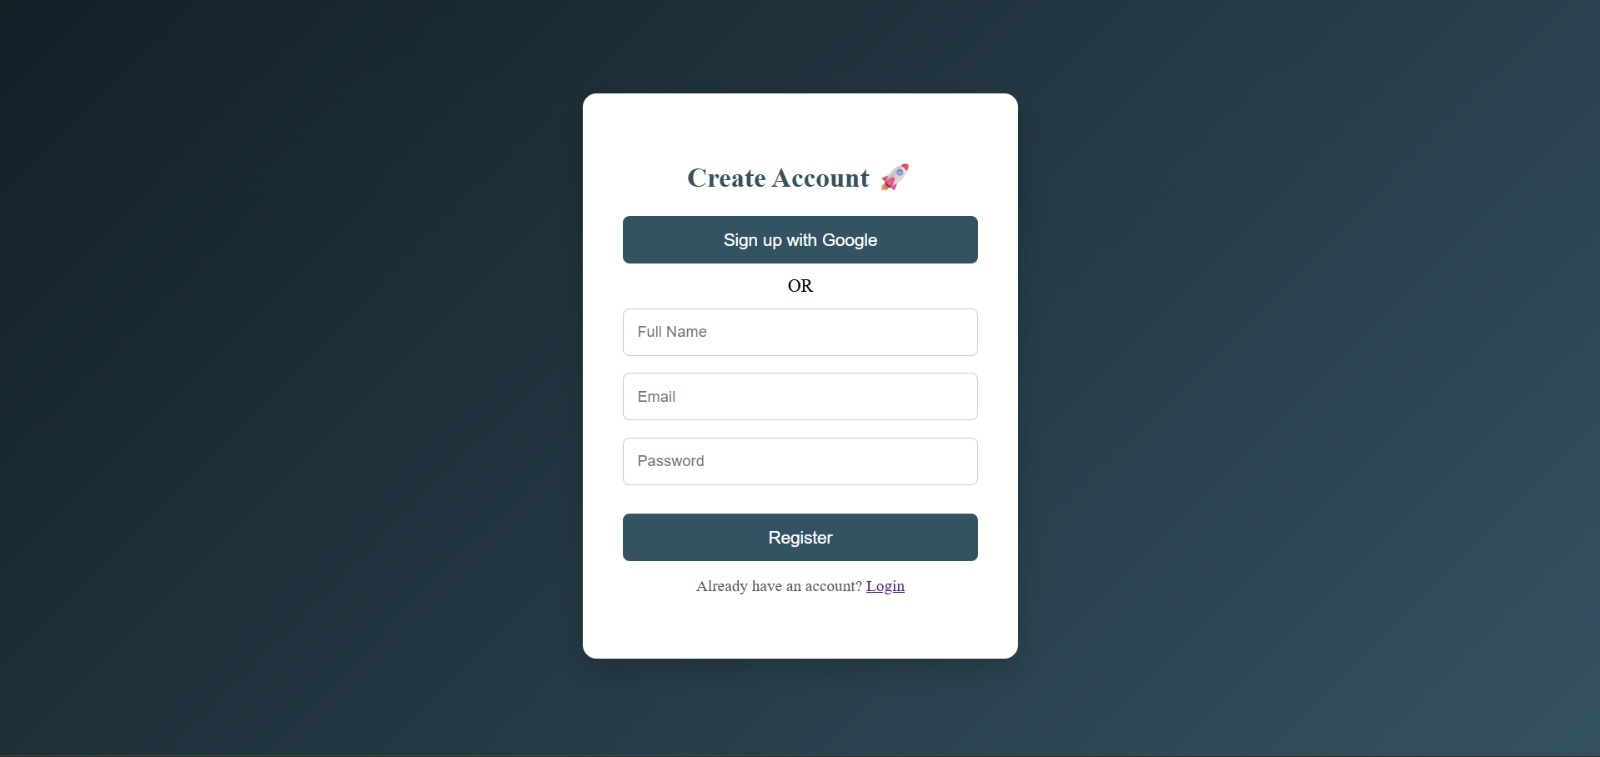 Create Account 🚀
Sign up with Google
OR
Full Name
Email
Password
Register
Already have an account? Login